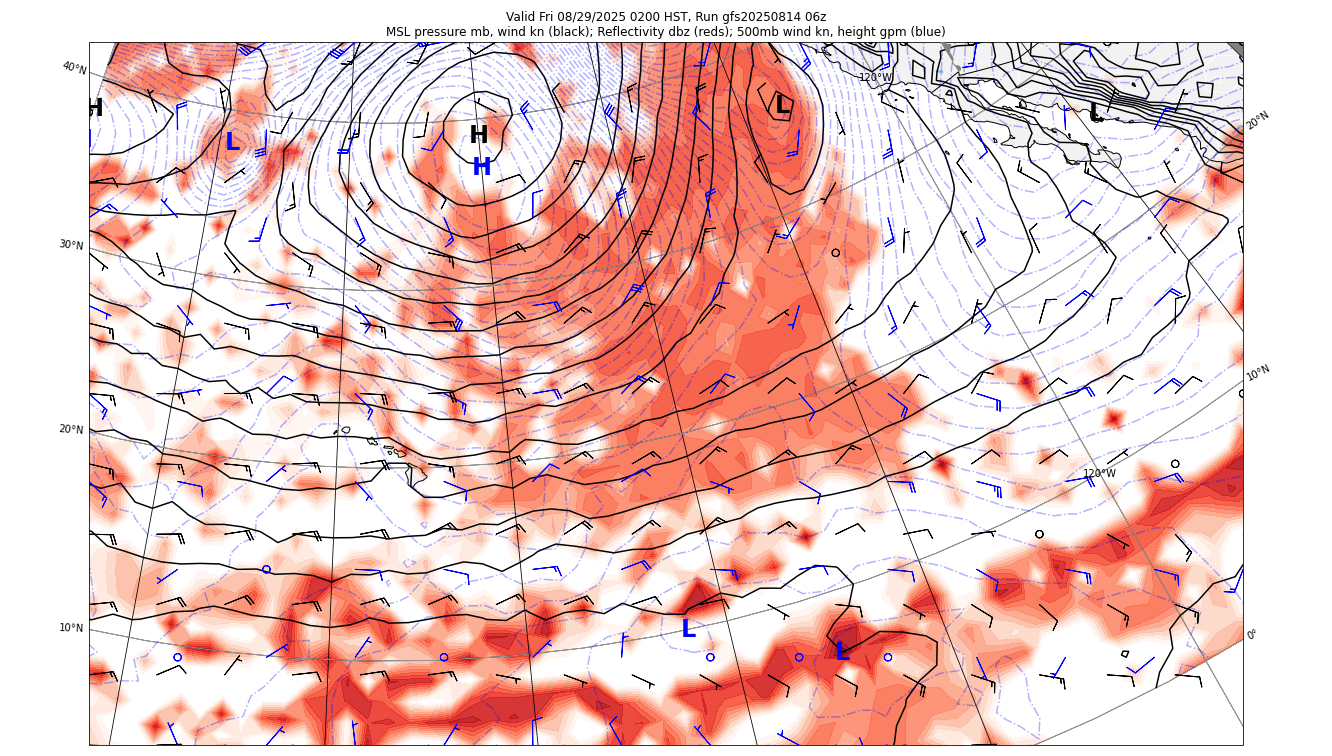 Valid Fri 08/29/2025 0200 HST, Run gfs20250814 06z
MSL pressure mb, wind kn (black); Reflectivity dbz (reds); 500mb wind kn, height gpm (blue)
40°N
120°W
H
L
L
20°N
L
H
H
30°N
10°N
20°N
120°W
10°N
L
0°
L